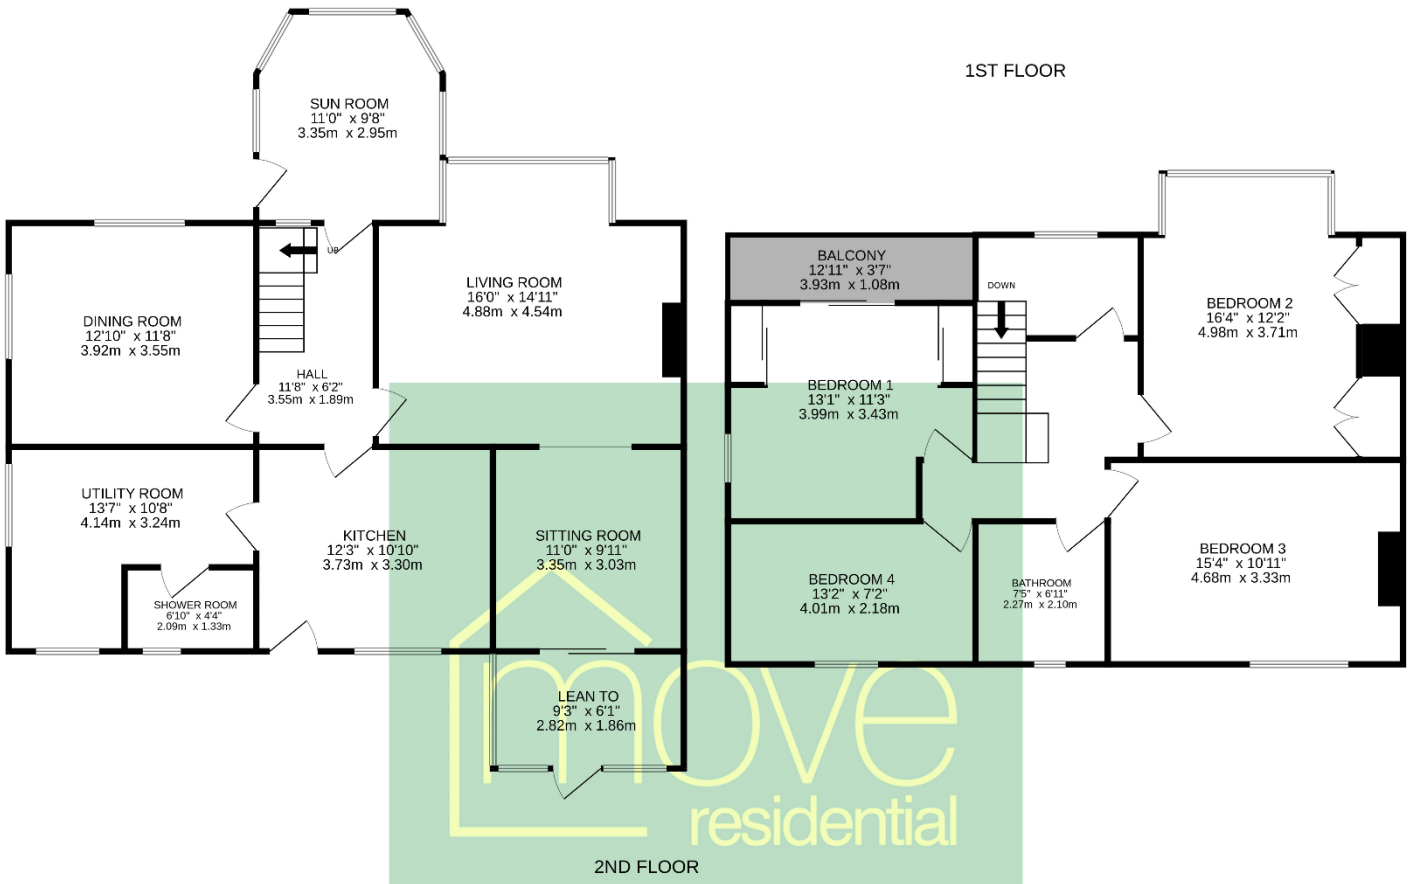 1ST FLOOR
SUN ROOM
11'0" x 9'8"
3.35m x 2.95m
UP
LIVING ROOM
16'0" x 14'11"
4.88m x 4.54m
DINING ROOM
12'10" x 11'8"
3.92m x 3.55m
HALL
11'8" x 6'2"
3.55m x 1.89m
UTILITY ROOM
13'7" x 10'8"
4.14m x 3.24m
KITCHEN
12'3" x 10'10"
3.73m x 3.30m
SITTING ROOM
11'0" x 9'11"
3.35m x 3.03m
SHOWER ROOM
6'10" x 4'4"
2.09m x 1.33m
LEAN TO
9'3" x 6'1"
2.82m x 1.86m
BALCONY
12'11" x 3'7"
3.93m x 1.08m
DOWN
BEDROOM 2
16'4" x 12'2"
4.98m x 3.71m
BEDROOM 1
13'1" x 11'3"
3.99m x 3.43m
BEDROOM 3
15'4" x 10'11"
4.68m x 3.33m
BEDROOM 4
13'2" x 7'2"
4.01m x 2.18m
BATHROOM
7'5" x 6'11"
2.27m x 2.10m
move
residential
2ND FLOOR